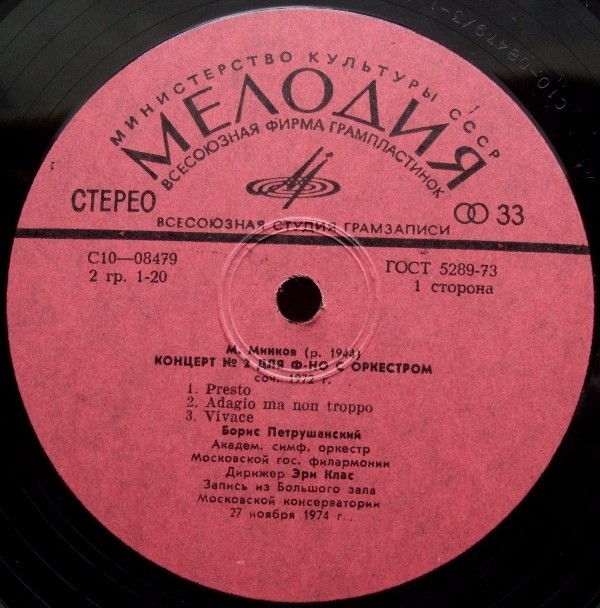 МИНИСТЕРСТВО КУЛЬТУРЫ СССР
МЕЛОДИЯ
ВСЕСОЮЗНАЯ ФИРМА ГРАМПЛАСТИНОК
СТЕРЕО
33
ВСЕСОЮЗНАЯ СТУДИЯ ГРАМЗАПИСИ
С10—08479
2 гр. 1-20
ГОСТ 5289-73
1 сторона
М. Минков (р. 1944)
КОНЦЕРТ № 2 ДЛЯ Ф-НО С ОРКЕСТРОМ
соч. 1972 г.
1. Presto
2. Adagio ma non troppo
3. Vivace
Борис Петрушанский
Академ. симф. оркестр
Московской гос. филармонии
Дирижер Эри Клас
Запись из Большого зала
Московской консерватории
27 ноября 1974 г.